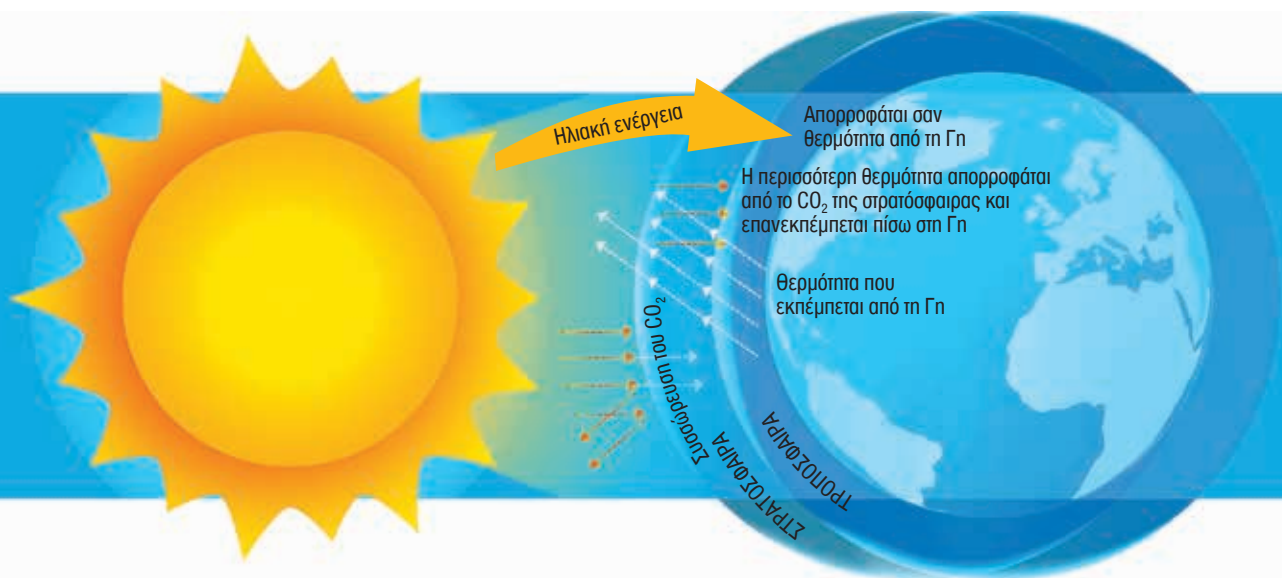 Ηλιακή ενέργεια
Απορροφάται σαν
θερμότητα από τη Γη
Η περισσότερη θερμότητα απορροφάται
από το CO₂ της στρατόσφαιρας και
επανεκπέμπεται πίσω στη Γη
Θερμότητα που
εκπέμπεται από τη Γη
Συσσώρευση του CO₂
ΣΤΡΑΤΟΣΦΑΙΡΑ
ΤΡΟΠΟΣΦΑΙΡΑ